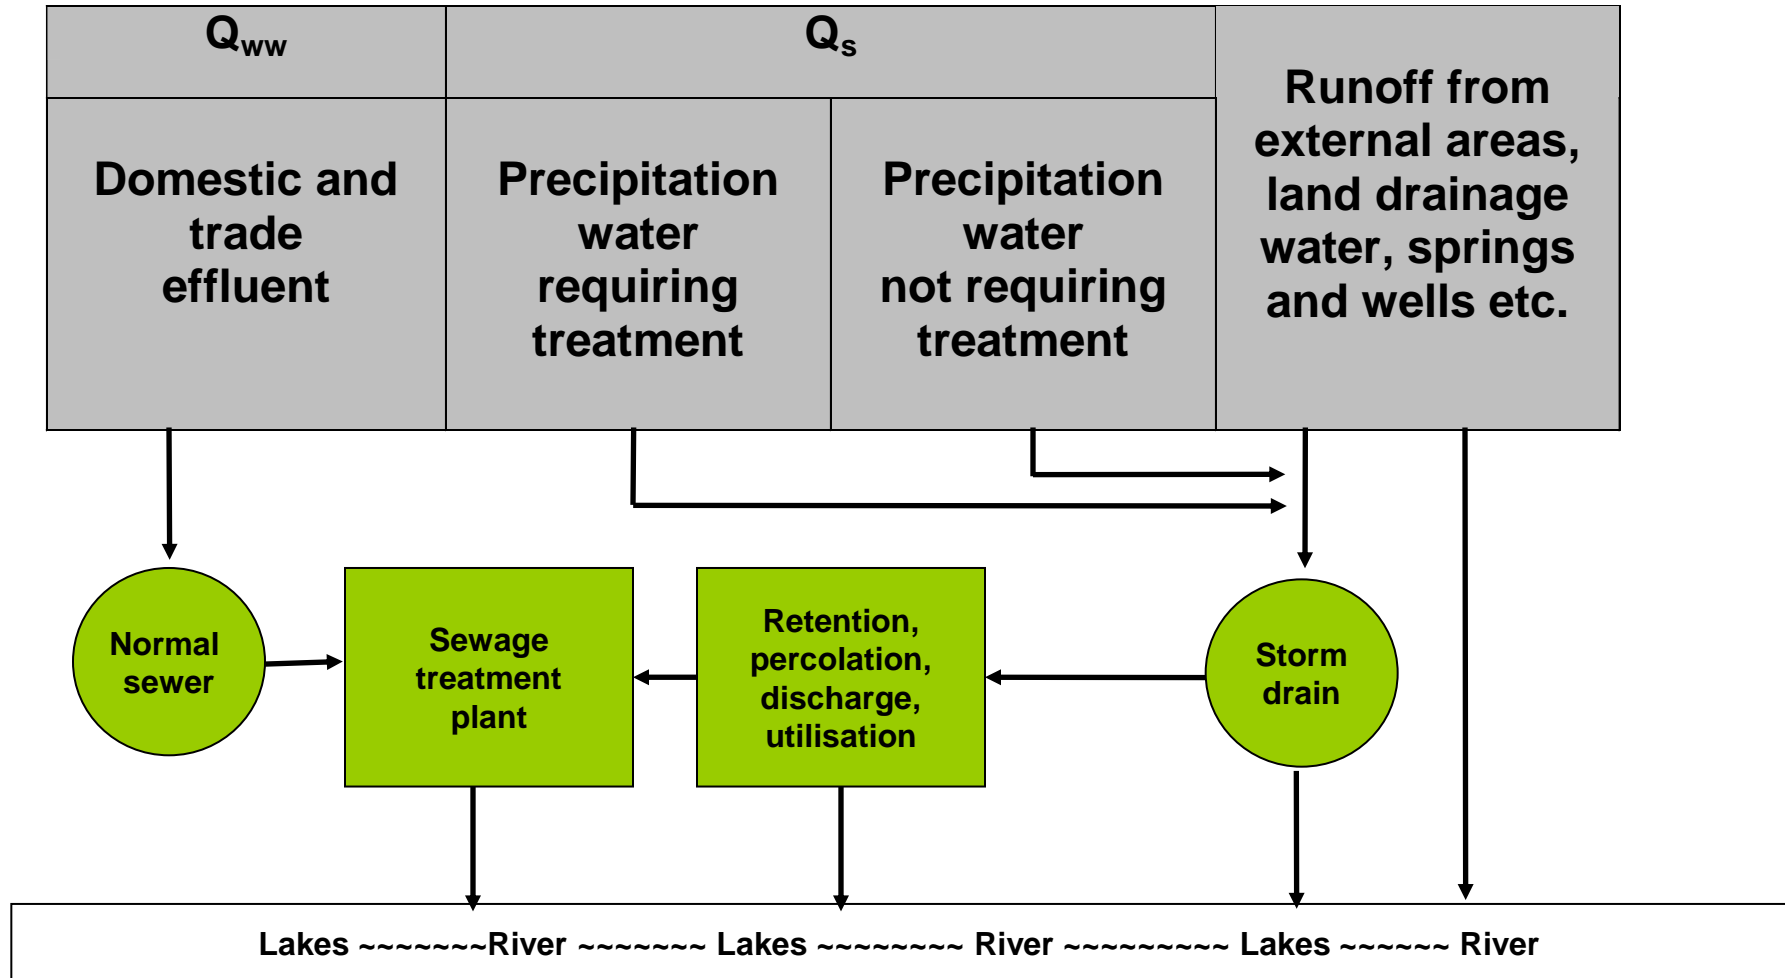 Qww
Qs
Runoff from
external areas,
land drainage
water, springs
and wells etc.
Domestic and
trade
effluent
Precipitation
water
requiring
treatment
Precipitation
water
not requiring
treatment
Normal
sewer
Sewage
treatment
plant
Retention,
percolation,
discharge,
utilisation
Storm
drain
Lakes ~~~~~~~River ~~~~~~~ Lakes ~~~~~~~~ River ~~~~~~~~~ Lakes ~~~~~~ River